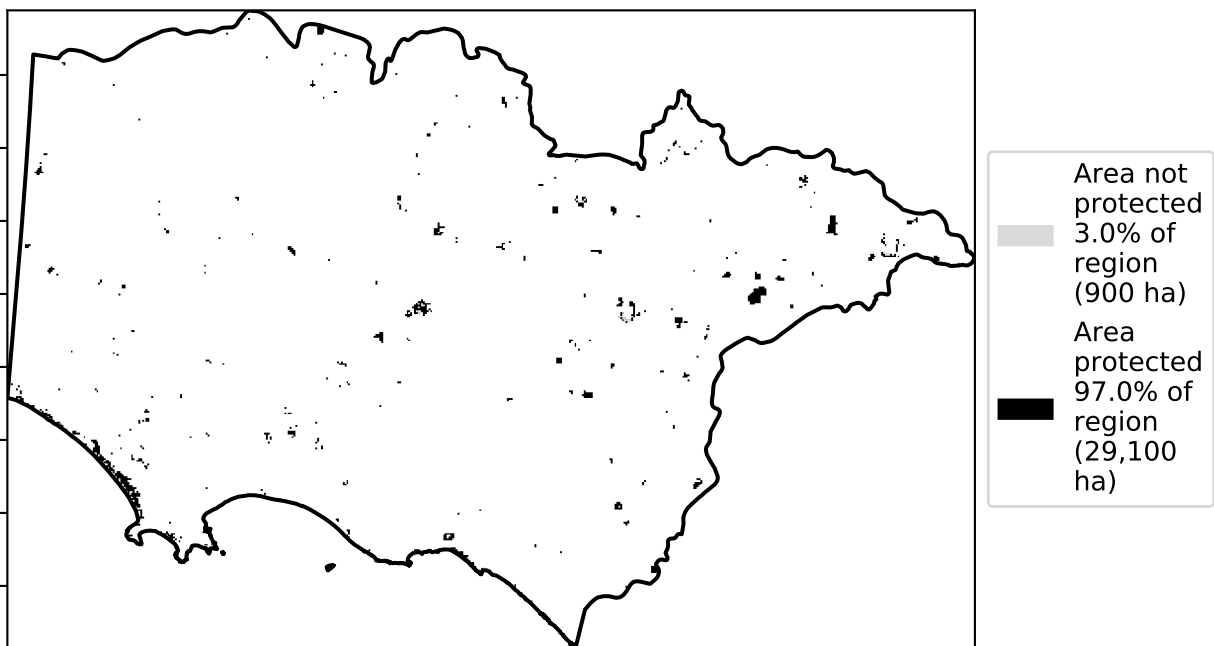 Area not
protected
3.0% of
region
(900 ha)
Area
protected
97.0% of
region
(29,100
ha)